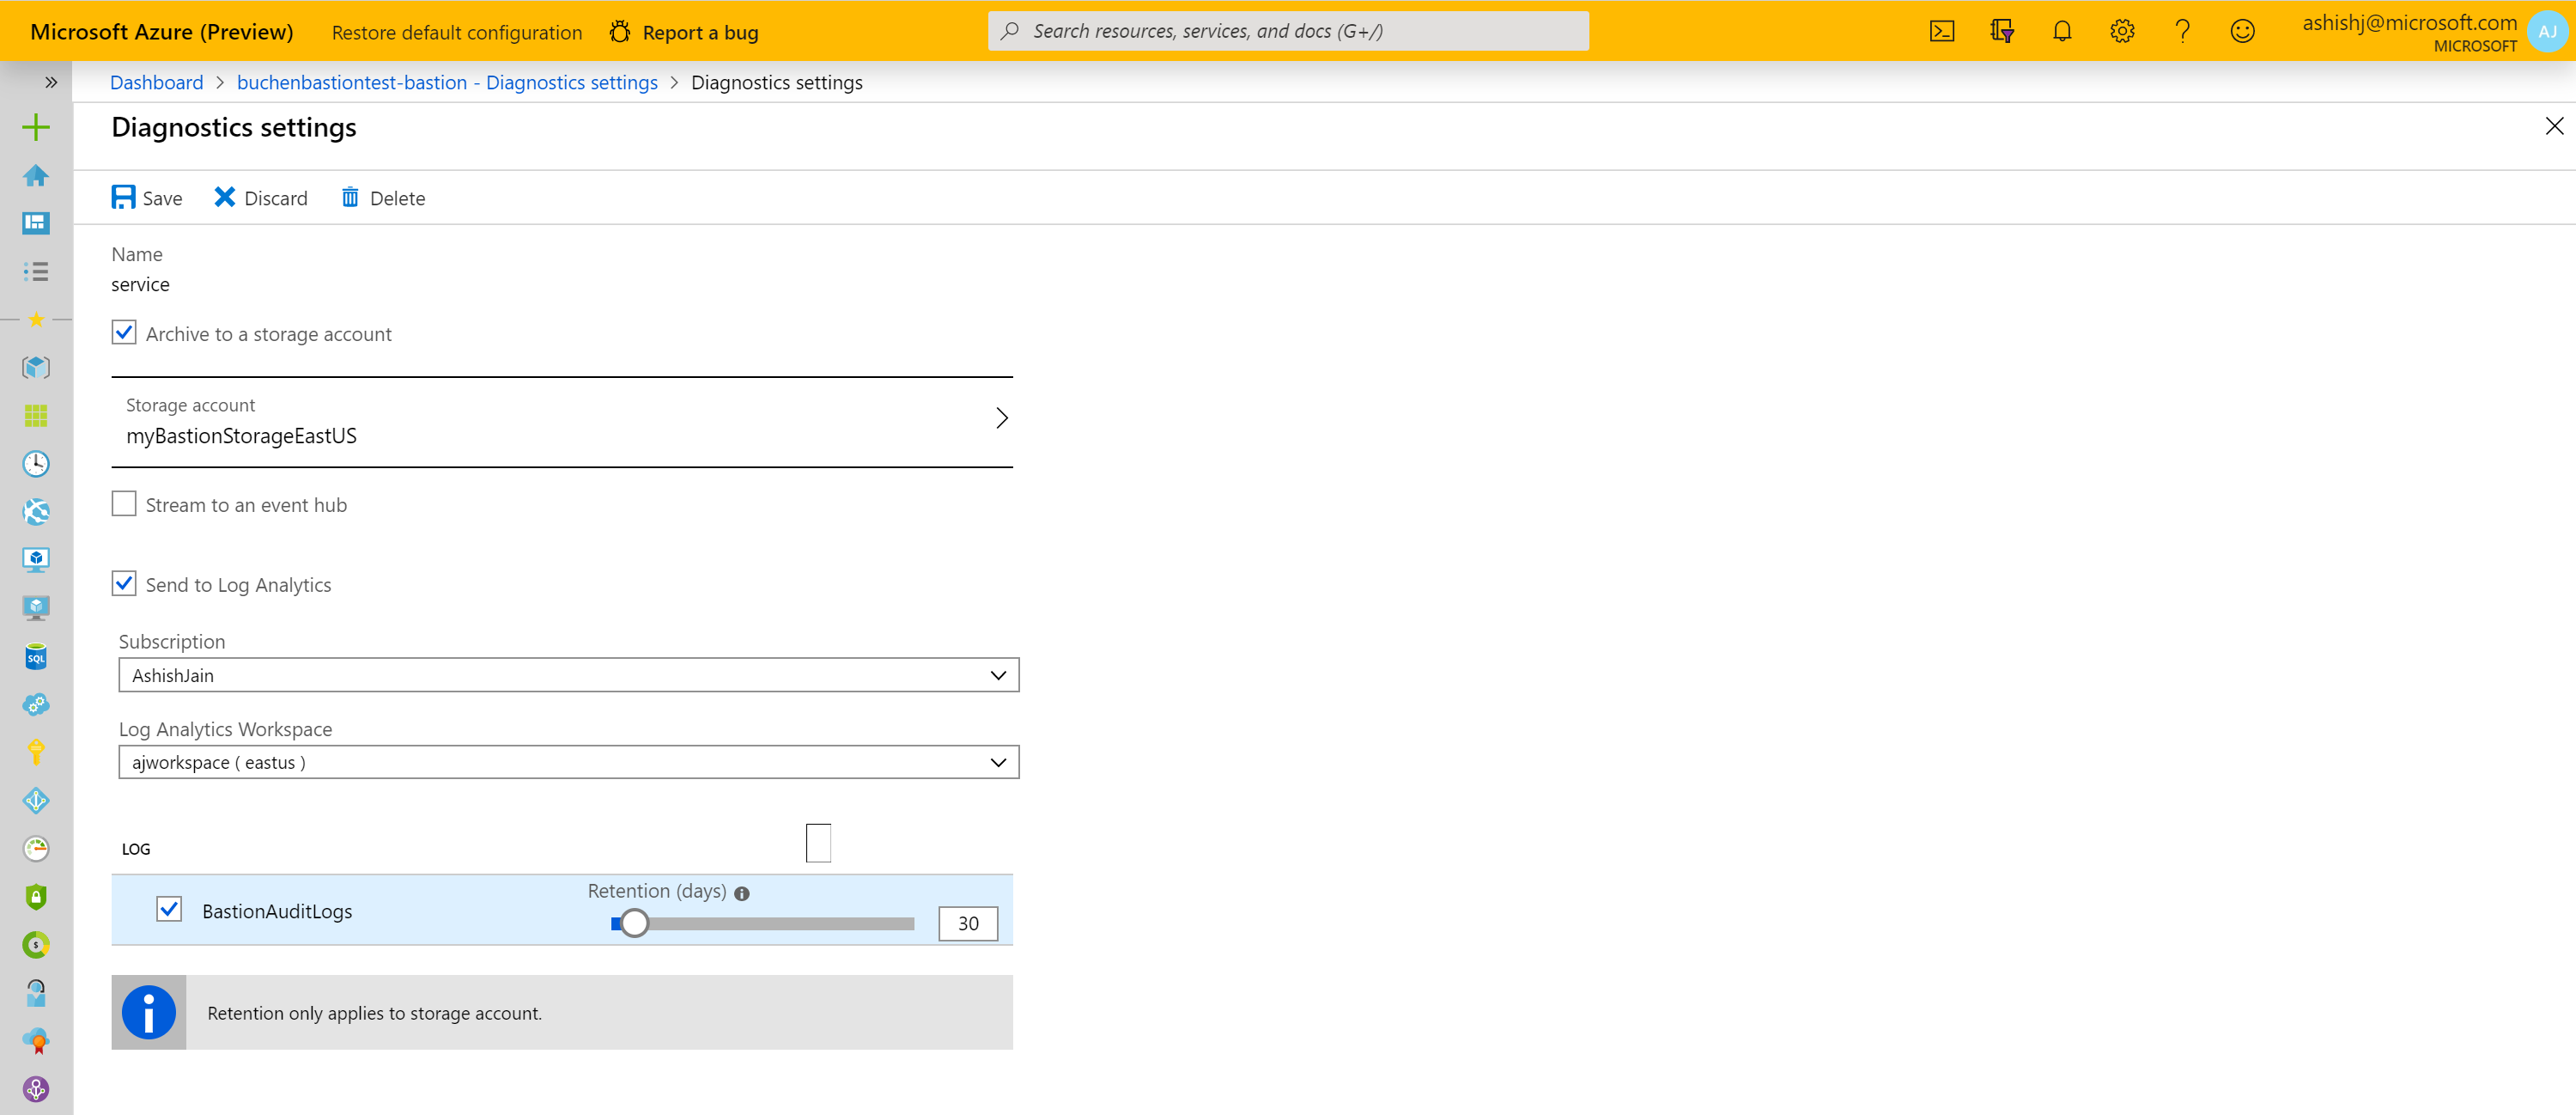 Microsoft Azure (Preview) Restore default configuration Report a bug Search resources, services, and docs (G+/) ashishj@microsoft.com
MICROSOFT AJ
Dashboard > buchenbastiontest-bastion - Diagnostics settings > Diagnostics settings
Diagnostics settings
Save Discard Delete
Name
service
Archive to a storage account
Storage account
myBastionStorageEastUS
Stream to an event hub
Send to Log Analytics
Subscription
AshishJain
Log Analytics Workspace
ajworkspace ( eastus )
LOG
Retention (days)
BastionAuditLogs 30
Retention only applies to storage account.
SQL